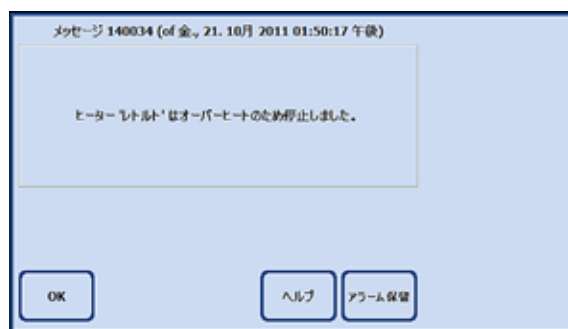 メッセージ 140034 (of 金., 21. 10月 2011 01:50:17 午後)
ヒーター 'レトルト' はオーバーヒートのため停止しました。
OK
ヘルプ
アラーム保留